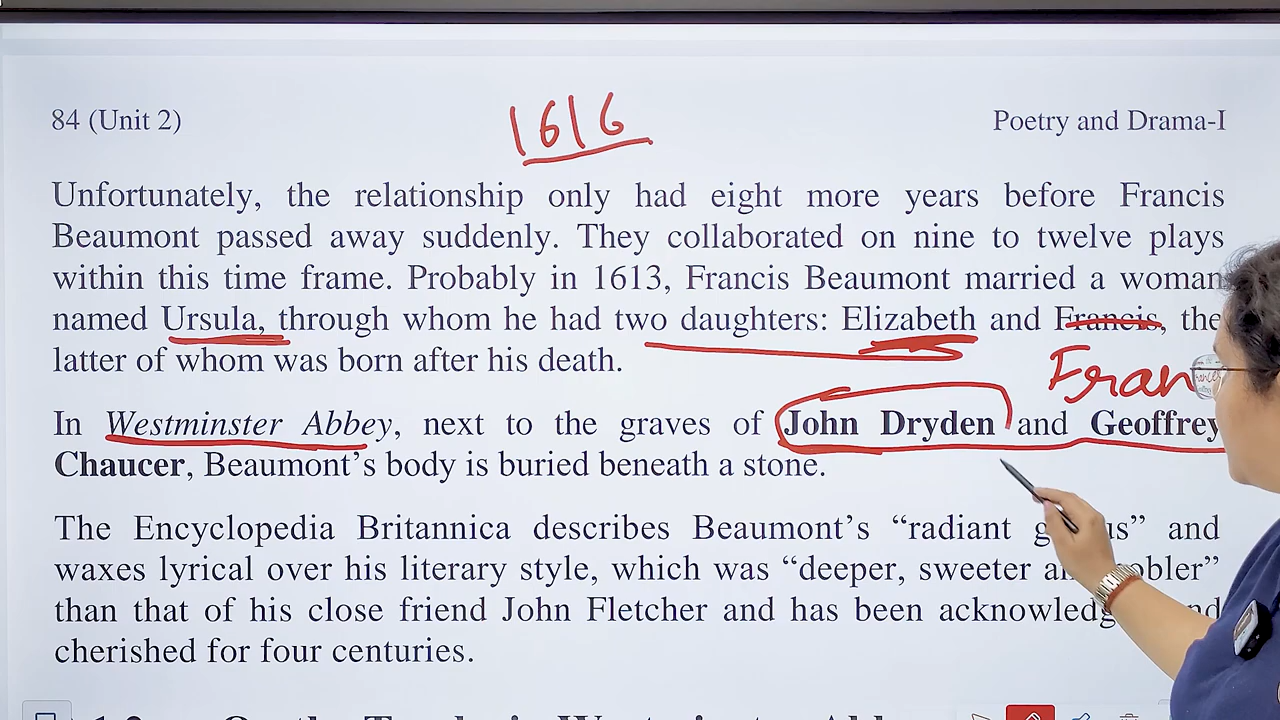 84 (Unit 2)
1616
Poetry and Drama-I
Unfortunately, the relationship only had eight more years before Francis
Beaumont passed away suddenly. They collaborated on nine to twelve plays
within this time frame. Probably in 1613, Francis Beaumont married a woman
named Ursula, through whom he had two daughters: Elizabeth and Francis, the
latter of whom was born after his death.
Fran
In Westminster Abbey, next to the graves of John Dryden and Geoffrey
Chaucer, Beaumont's body is buried beneath a stone.
The Encyclopedia Britannica describes Beaumont's “radiant and
waxes lyrical over his literary style, which was “deeper, sweeter
than that of his close friend John Fletcher and has been
cherished for four centuries.